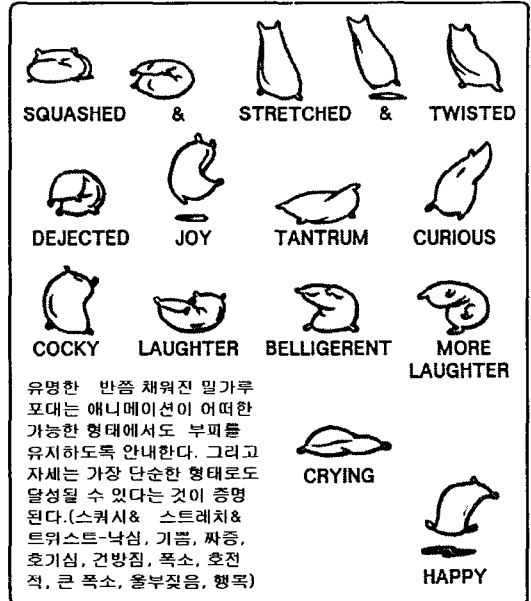 SQUASHED & STRETCHED & TWISTED
DEJECTED JOY TANTRUM CURIOUS
COCKY LAUGHTER BELLIGERENT MORE
LAUGHTER
유명한 반쯤 채워진 밀가루
포대는 애니메이션이 어떠한
가능한 형태에서도 부피를
유지하도록 안내한다. 그리고
자세는 가장 단순한 형태로도
달성될 수 있다는 것이 증명
된다.(스쿼시& 스트레치&
트위스트-낙심, 기쁨, 짜증,
호기심, 건방짐, 폭소, 호전
적, 큰 폭소, 울부짖음, 행복)
CRYING
HAPPY